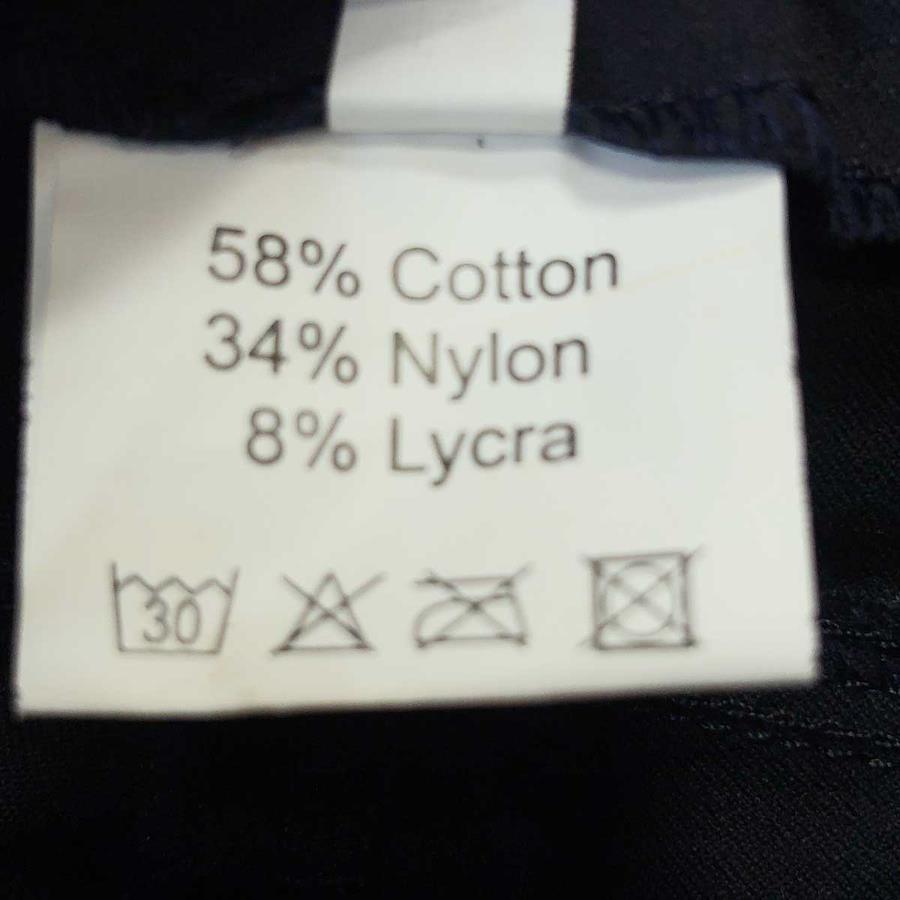 58% Cotton
34% Nylon
8% Lycra
30